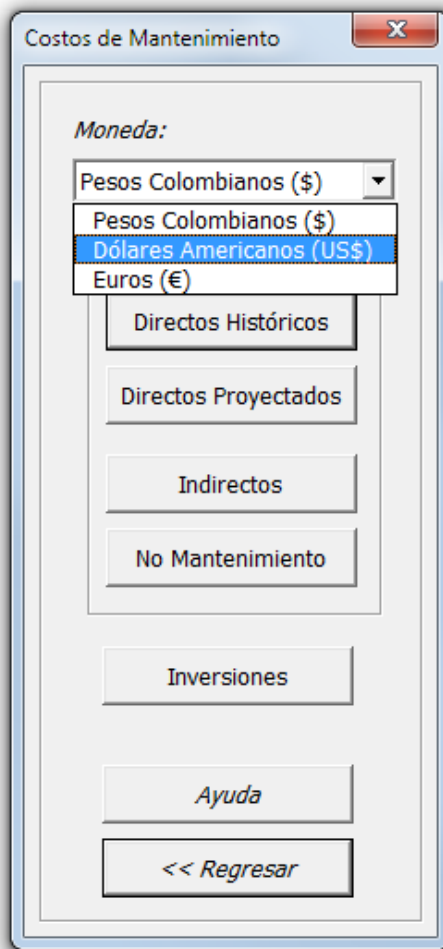 Costos de Mantenimiento
Moneda:
Pesos Colombianos ($)
Pesos Colombianos ($)
Dólares Americanos (US$)
Euros (€)
Directos Históricos
Directos Proyectados
Indirectos
No Mantenimiento
Inversiones
Ayuda
<< Regresar